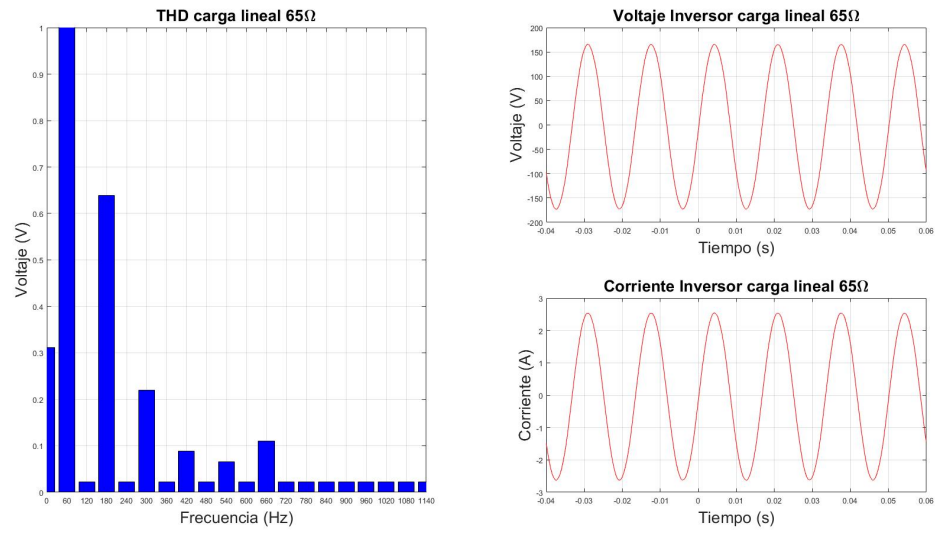 THD carga lineal 65Ω
Voltaje (V)
1
0.9
0.8
0.7
0.6
0.5
0.4
0.3
0.2
0.1
0
0 60 120 180 240 300 360 420 480 540 600 660 720 780 840 900 960 1020 1080 1140
Frecuencia (Hz)
Voltaje Inversor carga lineal 65Ω
Voltaje (V)
200
150
100
50
0
-50
-100
-150
-200
-0.04 -0.03 -0.02 -0.01 0 0.01 0.02 0.03 0.04 0.05 0.06
Tiempo (s)
Corriente Inversor carga lineal 65Ω
Corriente (A)
3
2
1
0
-1
-2
-3
-0.04 -0.03 -0.02 -0.01 0 0.01 0.02 0.03 0.04 0.05 0.06
Tiempo (s)